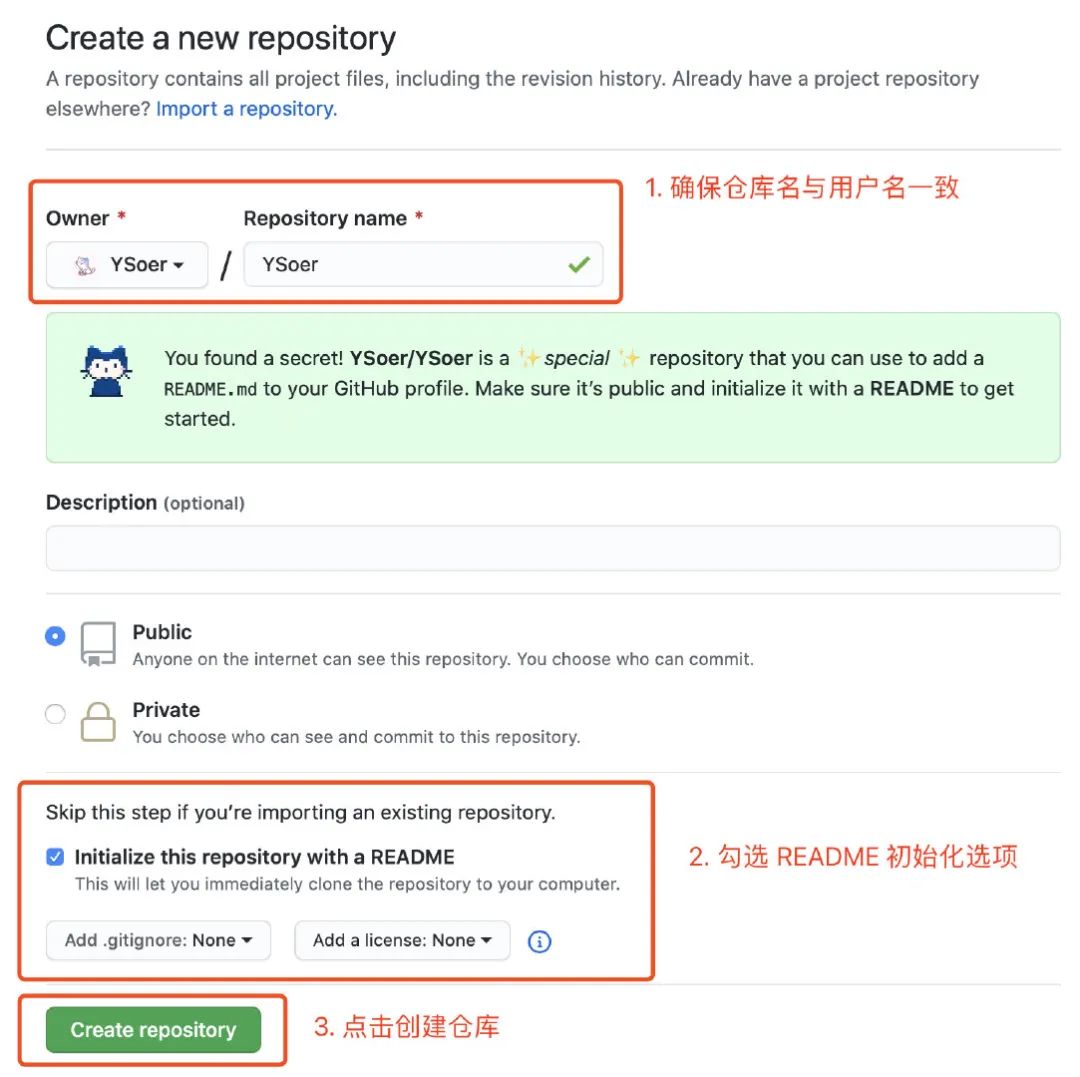 Create a new repository
A repository contains all project files, including the revision history. Already have a project repository
elsewhere? Import a repository.
1. 确保仓库名与用户名一致
Owner * Repository name *
YSoer / YSoer
You found a secret! YSoer/YSoer is a ✨special ✨ repository that you can use to add a
README.md to your GitHub profile. Make sure it's public and initialize it with a README to get
started.
Description (optional)
Public
Anyone on the internet can see this repository. You choose who can commit.
Private
You choose who can see and commit to this repository.
Skip this step if you're importing an existing repository.
Initialize this repository with a README
This will let you immediately clone the repository to your computer.
2. 勾选 README 初始化选项
Add .gitignore: None Add a license: None
Create repository
3. 点击创建仓库